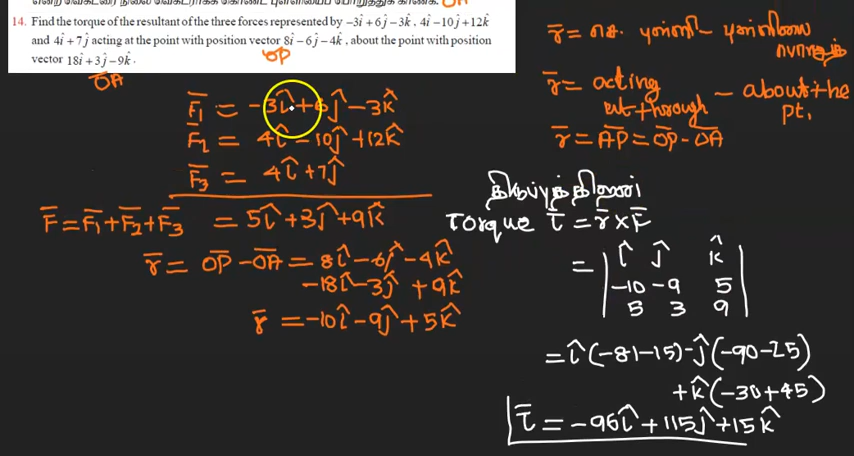 என்ற வெக்டரை நிலை வெக்டராகக் கொண்ட
14. Find the torque of the resultant of the three forces represented by −3î + 6ĵ − 3k̂, 4î − 10ĵ + 12k̂
and 4î + 7ĵ acting at the point with position vector 8î − 6ĵ − 4k̂, about the point with position
vector 18î + 3ĵ − 9k̂.
OP
OA
F̄₁ = −3î + 6ĵ − 3k̂
F̄₂ = 4î − 10ĵ + 12k̂
F̄₃ = 4î + 7ĵ
F̄ = F̄₁ + F̄₂ + F̄₃ = 5î + 3ĵ + 9k̂
r̄ = OP − OA = 8î − 6ĵ − 4k̂
−18î − 3ĵ + 9k̂
r̄ = −10î − 9ĵ + 5k̂
r̄ = acting at through − about the pt.
r̄ = AP = OP − OA
Torque τ̄ = r̄ × F̄
= | î ĵ k̂
−10 −9 5
5 3 9 |
= î(−81−15) − ĵ(−90−25)
+ k̂(−30+45)
τ̄ = −96î + 115ĵ + 15k̂